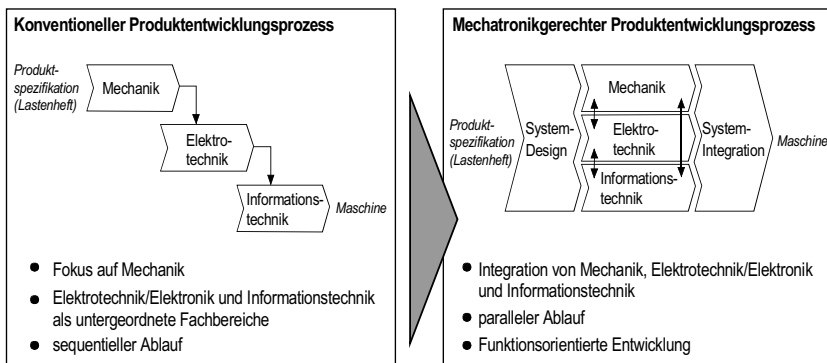 Konventioneller Produktentwicklungsprozess
Produkt-
spezifikation
(Lastenheft)
Mechanik
Elektro-
technik
Informations-
technik
Maschine
Fokus auf Mechanik
Elektrotechnik/Elektronik und Informationstechnik
als untergeordnete Fachbereiche
sequentieller Ablauf
Mechatronikgerechter Produktentwicklungsprozess
Produkt-
spezifikation
(Lastenheft)
System-
Design
Mechanik
Elektro-
technik
Informations-
technik
System-
Integration
Maschine
Integration von Mechanik, Elektrotechnik/Elektronik
und Informationstechnik
paralleler Ablauf
Funktionsorientierte Entwicklung